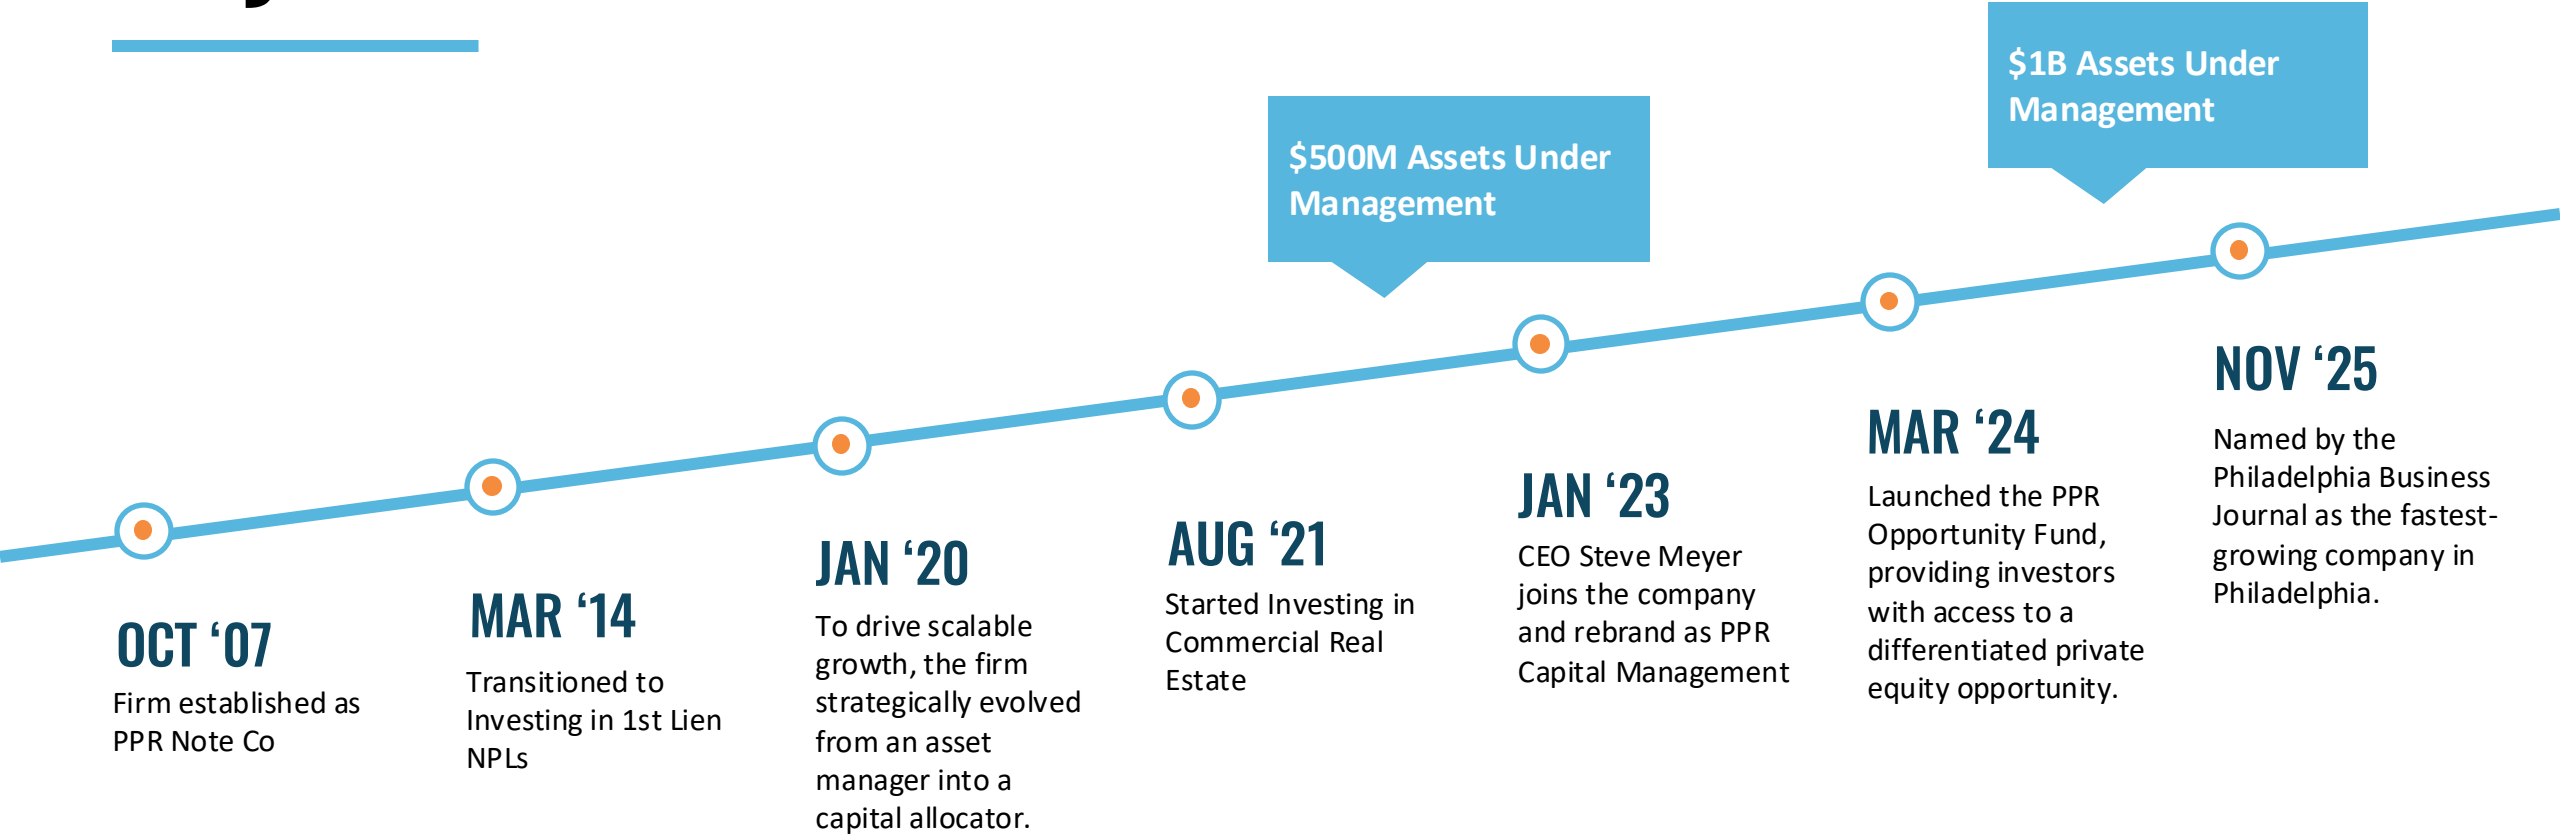 $1B Assets Under
Management
$500M Assets Under
Management
OCT ‘07
Firm established as
PPR Note Co
MAR ‘14
Transitioned to
Investing in 1st Lien
NPLs
JAN ‘20
To drive scalable
growth, the firm
strategically evolved
from an asset
manager into a
capital allocator.
AUG ‘21
Started Investing in
Commercial Real
Estate
JAN ‘23
CEO Steve Meyer
joins the company
and rebrand as PPR
Capital Management
MAR ‘24
Launched the PPR
Opportunity Fund,
providing investors
with access to a
differentiated private
equity opportunity.
NOV ‘25
Named by the
Philadelphia Business
Journal as the fastest-
growing company in
Philadelphia.